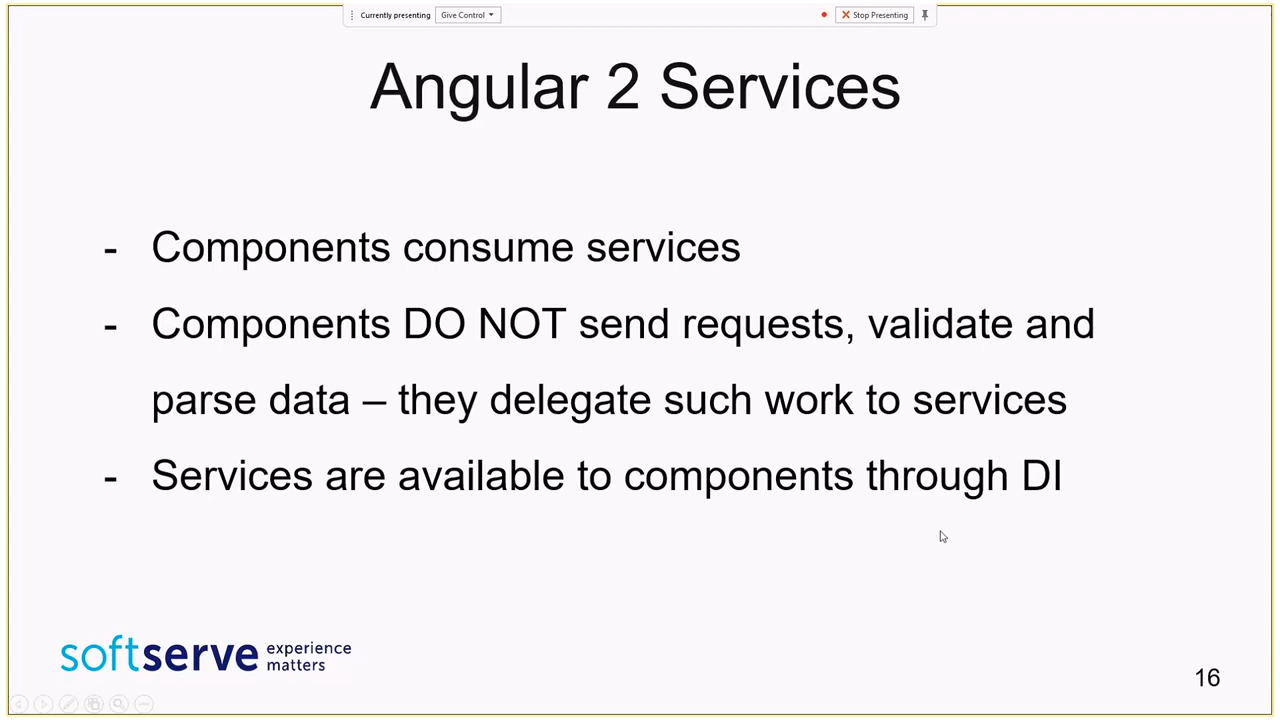 Currently presenting Give Control Stop Presenting
Angular 2 Services
- Components consume services
- Components DO NOT send requests, validate and
parse data – they delegate such work to services
- Services are available to components through DI
softserve experience
matters
16